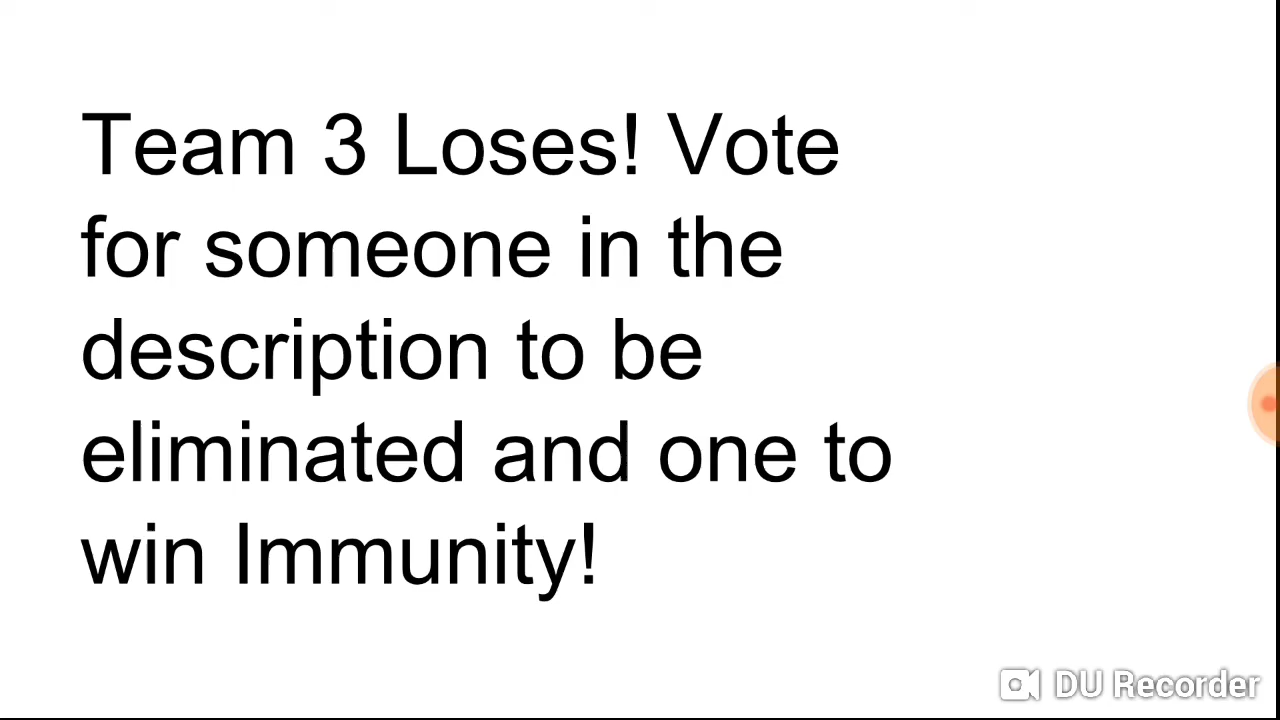 Team 3 Loses! Vote
for someone in the
description to be
eliminated and one to
win Immunity!
DU Recorder